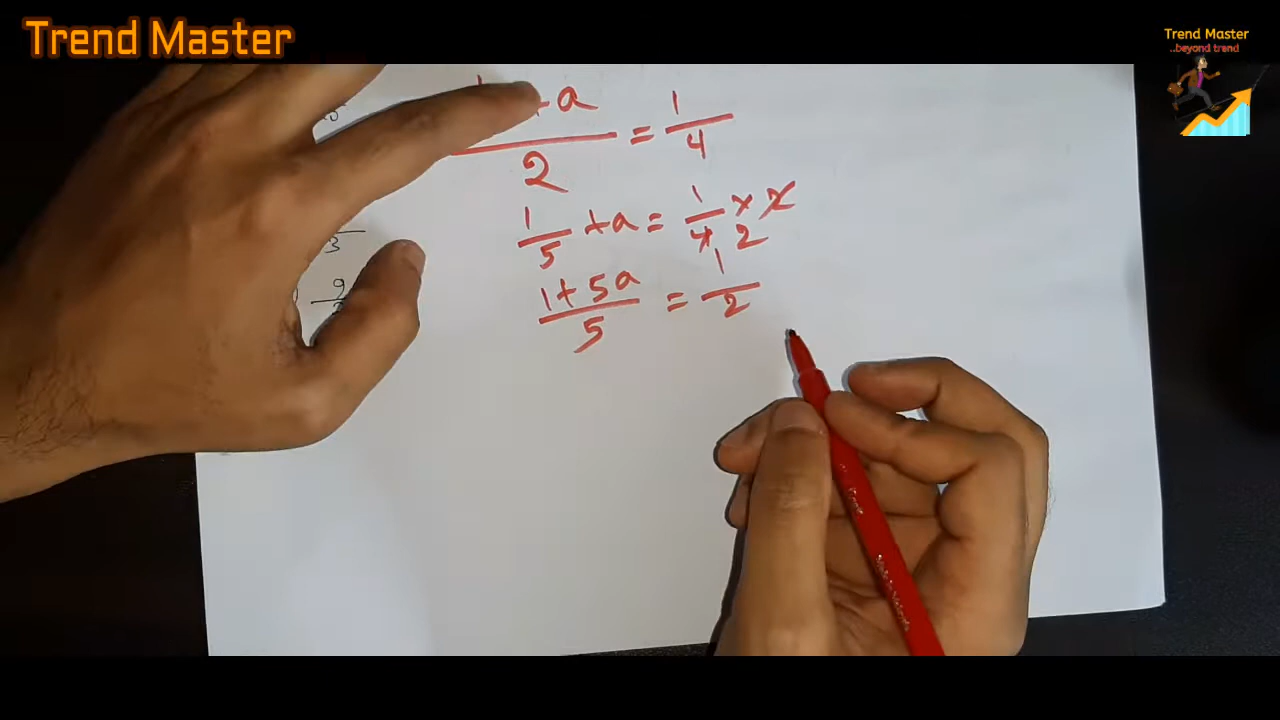 Trend Master
Trend Master
..beyond trend
+a / 2 = 1/4
1/5 + a = 1/4 × 2
2
1 + 5a / 5 = 1/2